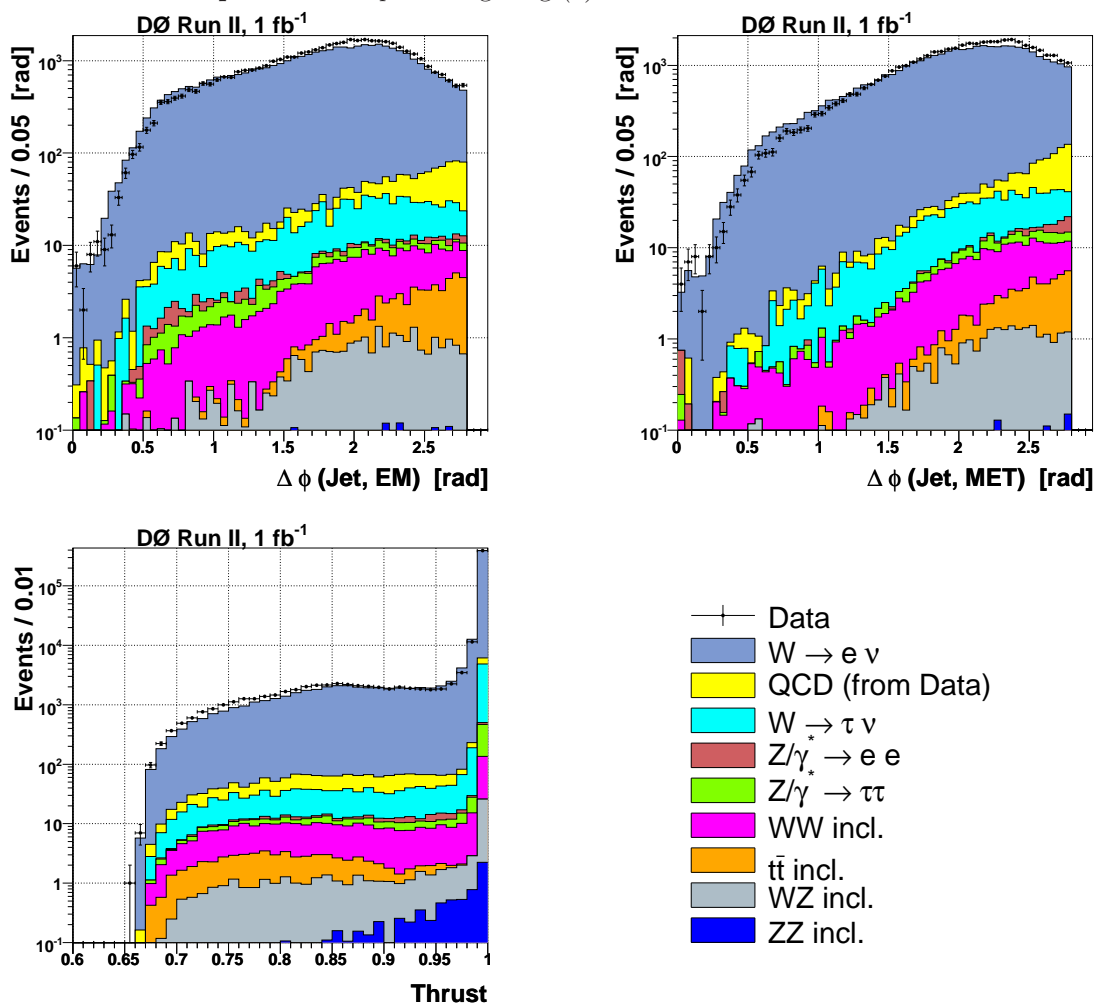 DØ Run II, 1 fb⁻¹
Events / 0.05 [rad]
10³
10²
10
1
10⁻¹
0 0.5 1 1.5 2 2.5
Δ ϕ (Jet, EM) [rad]
DØ Run II, 1 fb⁻¹
Events / 0.05 [rad]
10³
10²
10
1
10⁻¹
0 0.5 1 1.5 2 2.5
Δ ϕ (Jet, MET) [rad]
DØ Run II, 1 fb⁻¹
Events / 0.01
10⁵
10⁴
10³
10²
10
1
10⁻¹
0.6 0.65 0.7 0.75 0.8 0.85 0.9 0.95 1
Thrust
Data
W → e ν
QCD (from Data)
W → τ ν
Z/γ* → e e
Z/γ* → ττ
WW incl.
tt̄ incl.
WZ incl.
ZZ incl.